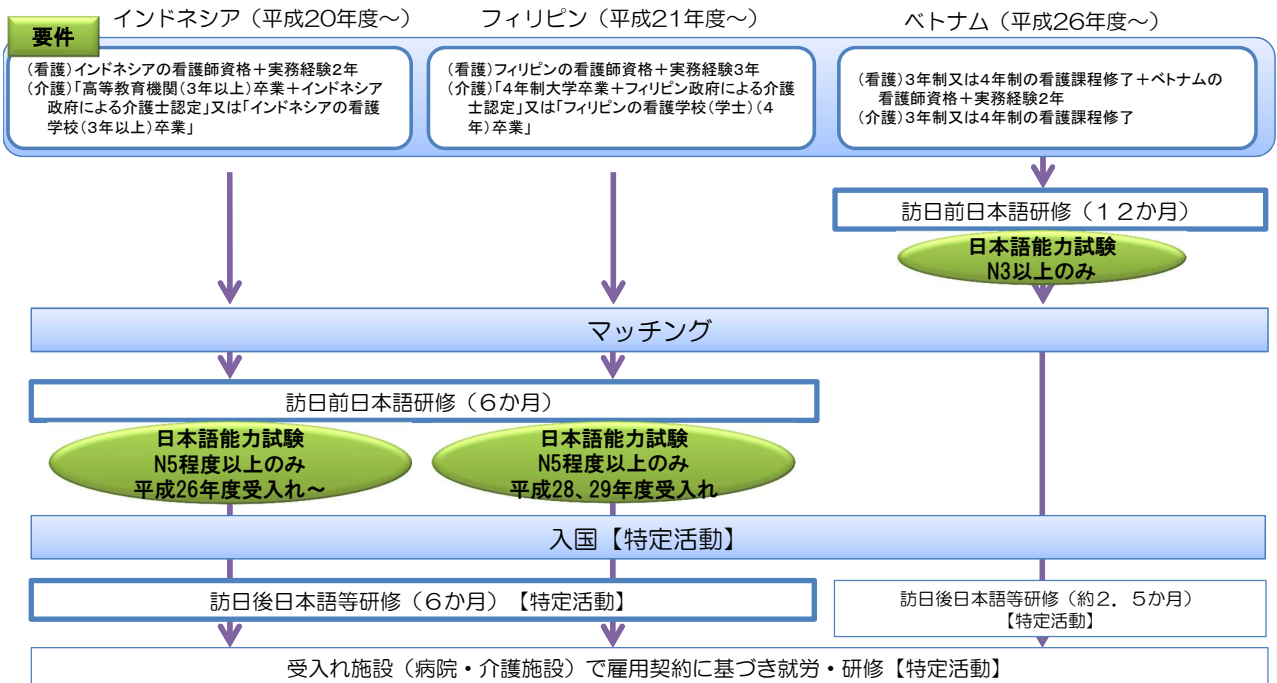 インドネシア（平成20年度～）
フィリピン（平成21年度～）
ベトナム（平成26年度～）
要件
（看護）インドネシアの看護師資格＋実務経験2年
（介護）「高等教育機関（3年以上）卒業＋インドネシア
政府による介護士認定」又は「インドネシアの看護
学校（3年以上）卒業」
（看護）フィリピンの看護師資格＋実務経験3年
（介護）「4年制大学卒業＋フィリピン政府による介護
士認定」又は「フィリピンの看護学校（学士）（4
年）卒業」
（看護）3年制又は4年制の看護課程修了＋ベトナムの
看護師資格＋実務経験2年
（介護）3年制又は4年制の看護課程修了
訪日前日本語研修（１２か月）
日本語能力試験
N3以上のみ
マッチング
訪日前日本語研修（６か月）
日本語能力試験
N5程度以上のみ
平成26年度受入れ～
日本語能力試験
N5程度以上のみ
平成28、29年度受入れ
入国【特定活動】
訪日後日本語等研修（６か月）【特定活動】
訪日後日本語等研修（約２．５か月）
【特定活動】
受入れ施設（病院・介護施設）で雇用契約に基づき就労・研修【特定活動】